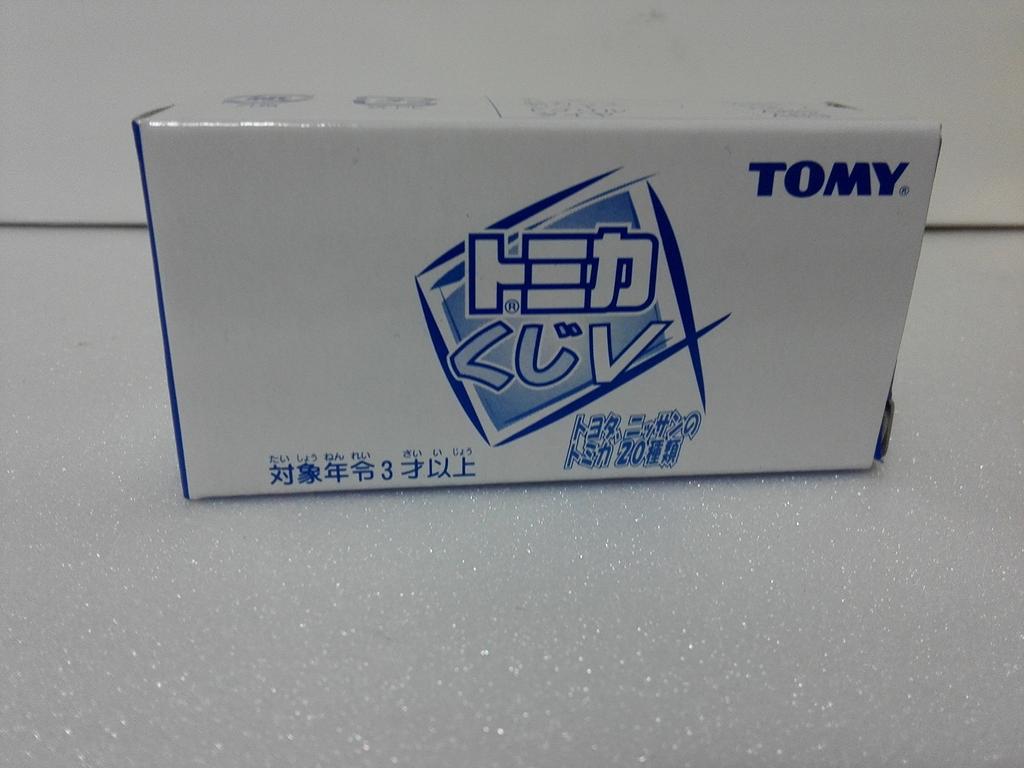 TOMY®
トミカ®
くじV
トヨタ、ニッサンの
トミカ 20種類
たい しょう ねん れい さい い じょう
対象年令3才以上